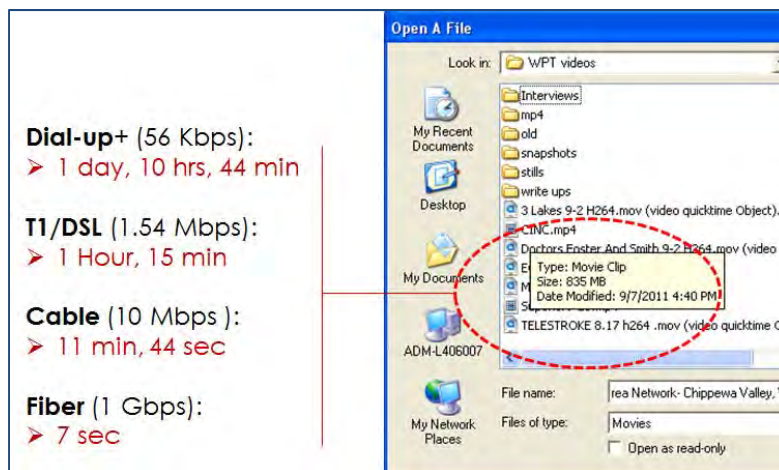 Dial-up+ (56 Kbps):
➢ 1 day, 10 hrs, 44 min
T1/DSL (1.54 Mbps):
➢ 1 Hour, 15 min
Cable (10 Mbps ):
➢ 11 min, 44 sec
Fiber (1 Gbps):
➢ 7 sec
Open A File
Look in:
WPT videos
My Recent
Documents
Desktop
My Documents
ADM-L406007
My Network
Places
Interviews
mp4
old
snapshots
stills
write ups
3 Lakes 9-2 H264.mov (video quicktime Object).
CINC.mp4
Doctors Foster And Smith 9-2 H264.mov (video
Type: Movie Clip
Size: 835 MB
Date Modified: 9/7/2011 4:40 PM
TELESTROKE 8.17 h264 .mov (video quicktime
File name:
rea Network- Chippewa Valley,
Files of type:
Movies
Open as read-only